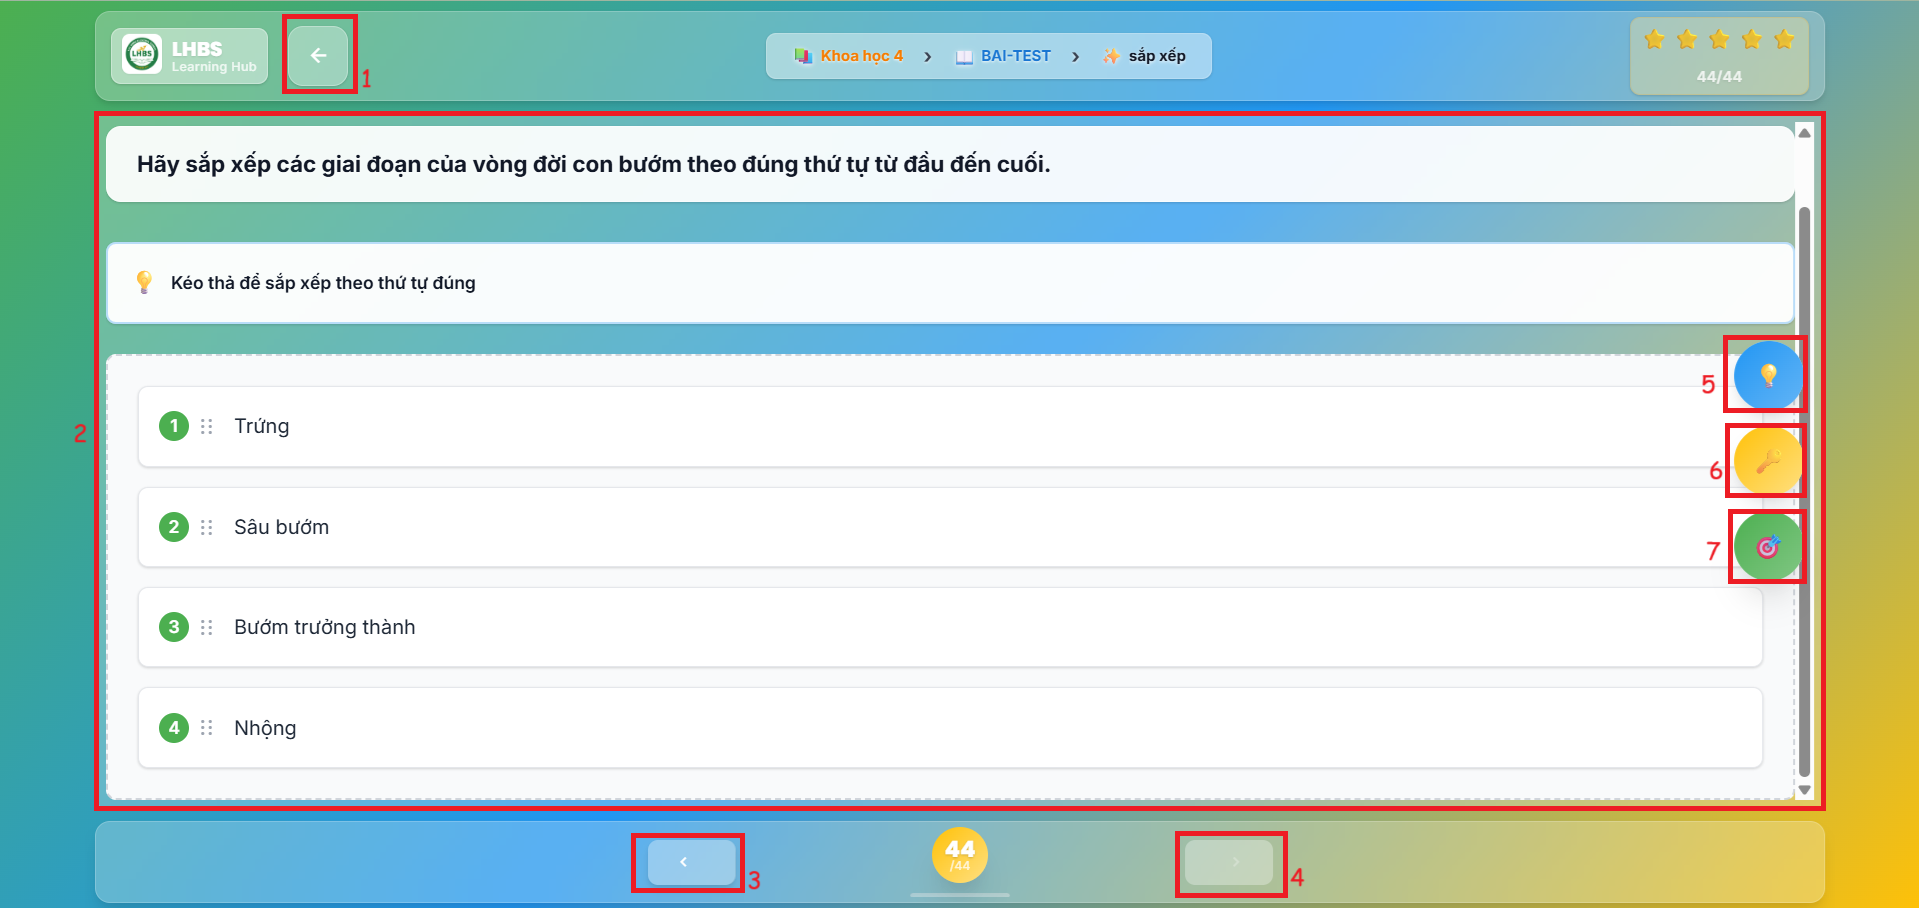 LHBS
LHBS
Learning Hub
1
Khoa học 4
BAI-TEST
sắp xếp
44/44
Hãy sắp xếp các giai đoạn của vòng đời con bướm theo đúng thứ tự từ đầu đến cuối.
Kéo thả để sắp xếp theo thứ tự đúng
5
1 Trứng
2
6
2 Sâu bướm
7
3 Bướm trưởng thành
4 Nhộng
3
44
/44
4